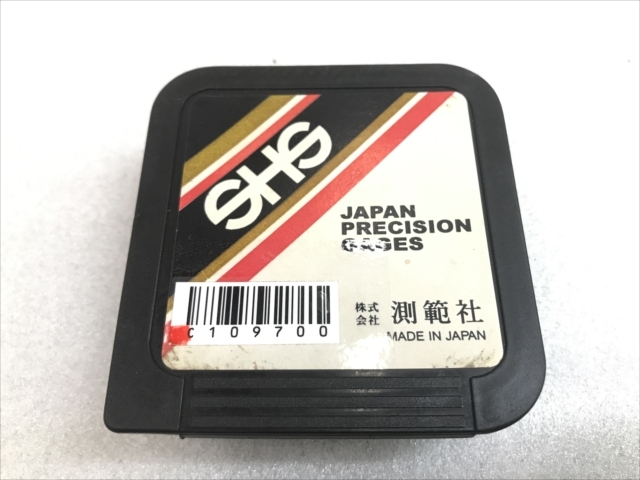 SHS
JAPAN
PRECISION
GAGES
C109700
株式
会社 測範社
MADE IN JAPAN